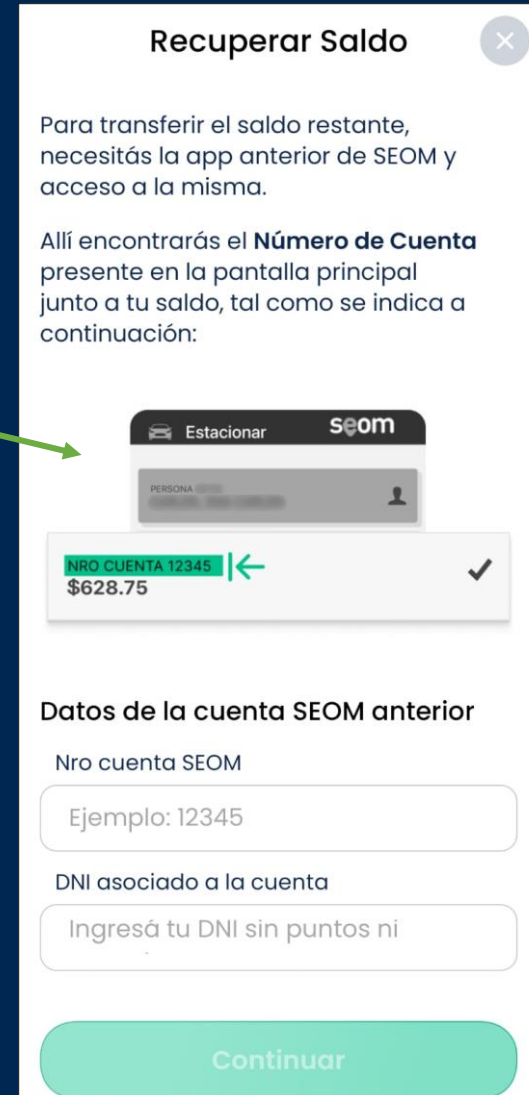 Recuperar Saldo
Para transferir el saldo restante,
necesitás la app anterior de SEOM y
acceso a la misma.
Allí encontrarás el Número de Cuenta
presente en la pantalla principal
junto a tu saldo, tal como se indica a
continuación:
Estacionar seom
PERSONA
NRO CUENTA 12345
$628.75
Datos de la cuenta SEOM anterior
Nro cuenta SEOM
Ejemplo: 12345
DNI asociado a la cuenta
Ingresá tu DNI sin puntos ni
Continuar